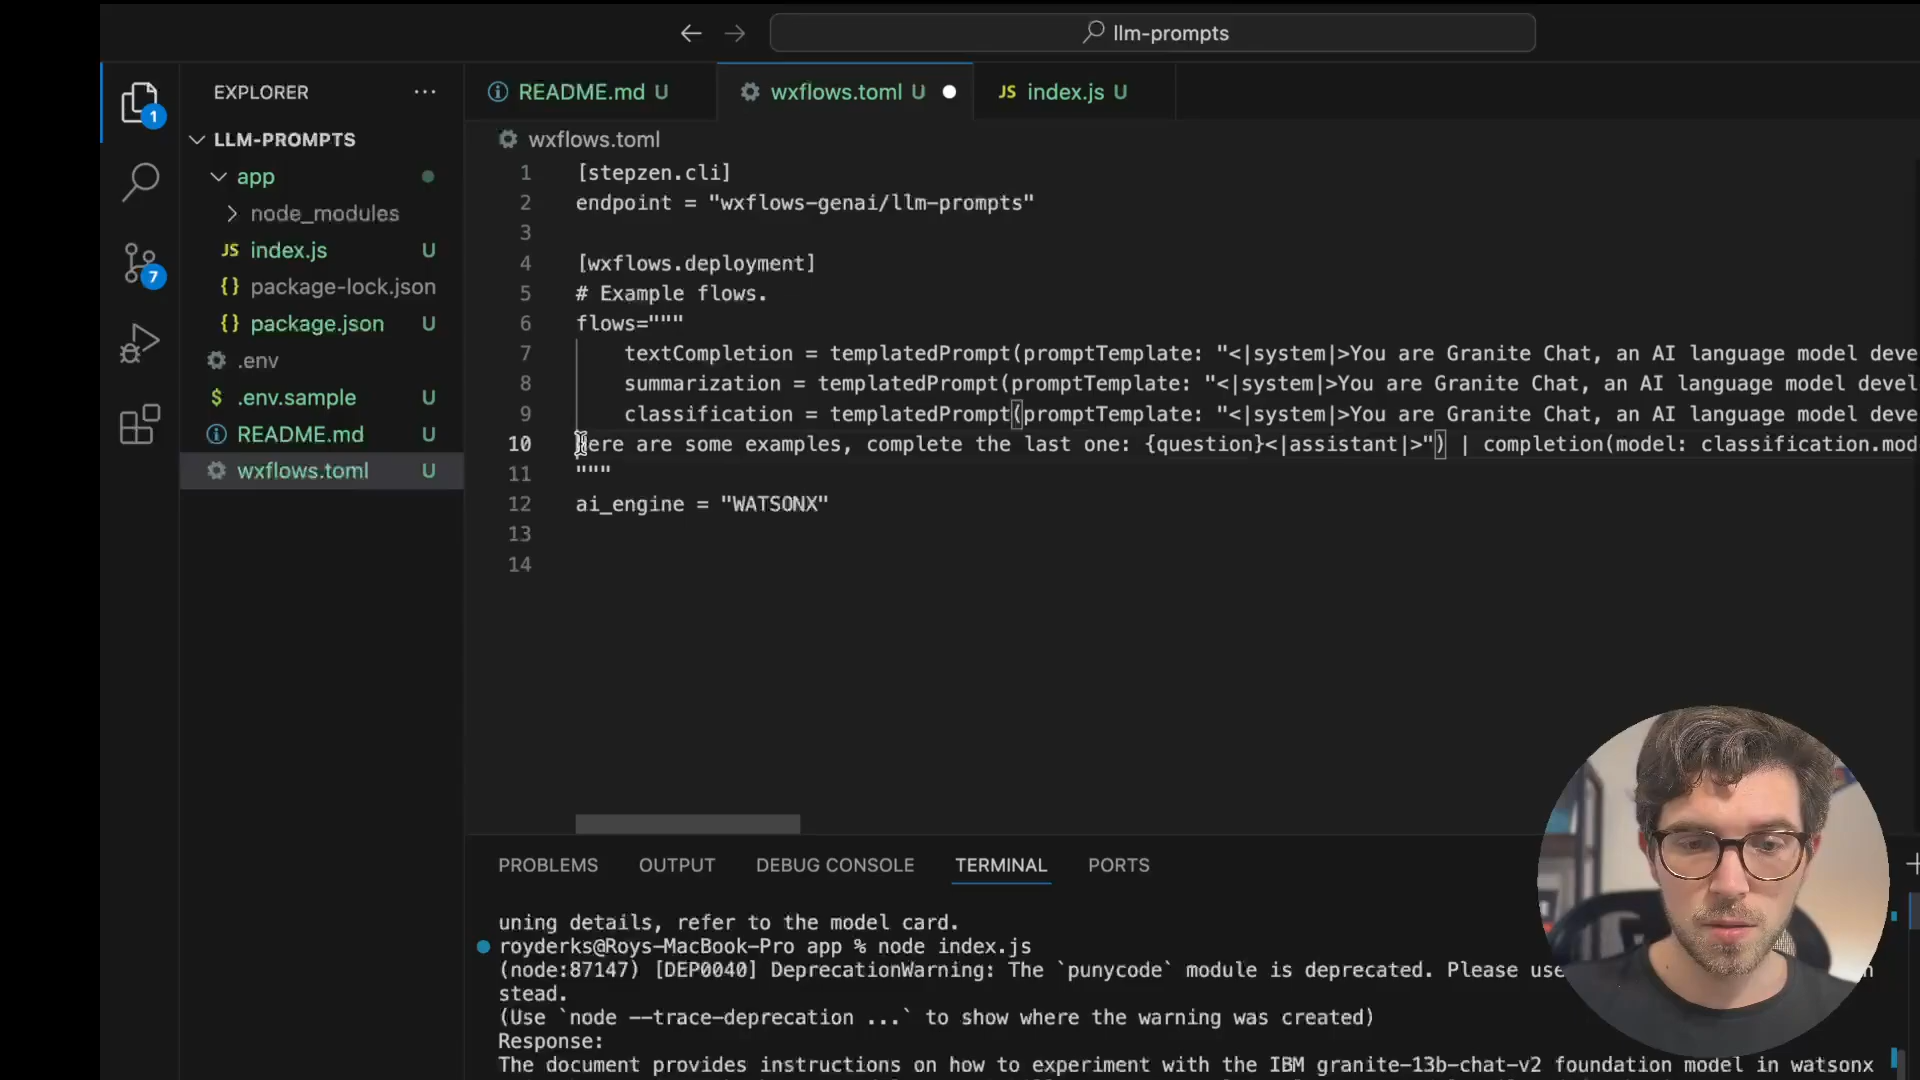 llm-prompts
EXPLORER
README.md U
wxflows.toml U
JS index.js U
1
LLM-PROMPTS
wxflows.toml
app
node_modules
JS index.js U
{} package-lock.json
{} package.json U
.env
$ .env.sample U
README.md U
wxflows.toml U
7
1 [stepzen.cli]
2 endpoint = "wxflows-genai/llm-prompts"
3
4 [wxflows.deployment]
5 # Example flows.
6 flows="""
7 textCompletion = templatedPrompt(promptTemplate: "<|system|>You are Granite Chat, an AI language model deve
8 summarization = templatedPrompt(promptTemplate: "<|system|>You are Granite Chat, an AI language model devel
9 classification = templatedPrompt(promptTemplate: "<|system|>You are Granite Chat, an AI language model deve
10 Here are some examples, complete the last one: {question}<|assistant|>") | completion(model: classification.mod
11 """
12 ai_engine = "WATSONX"
13
14
PROBLEMS OUTPUT DEBUG CONSOLE TERMINAL PORTS
uning details, refer to the model card.
royderks@Roys-MacBook-Pro app % node index.js
(node:87147) [DEP0040] DeprecationWarning: The `punycode` module is deprecated. Please use
stead.
(Use `node --trace-deprecation ...` to show where the warning was created)
Response:
The document provides instructions on how to experiment with the IBM granite-13b-chat-v2 foundation model in watsonx